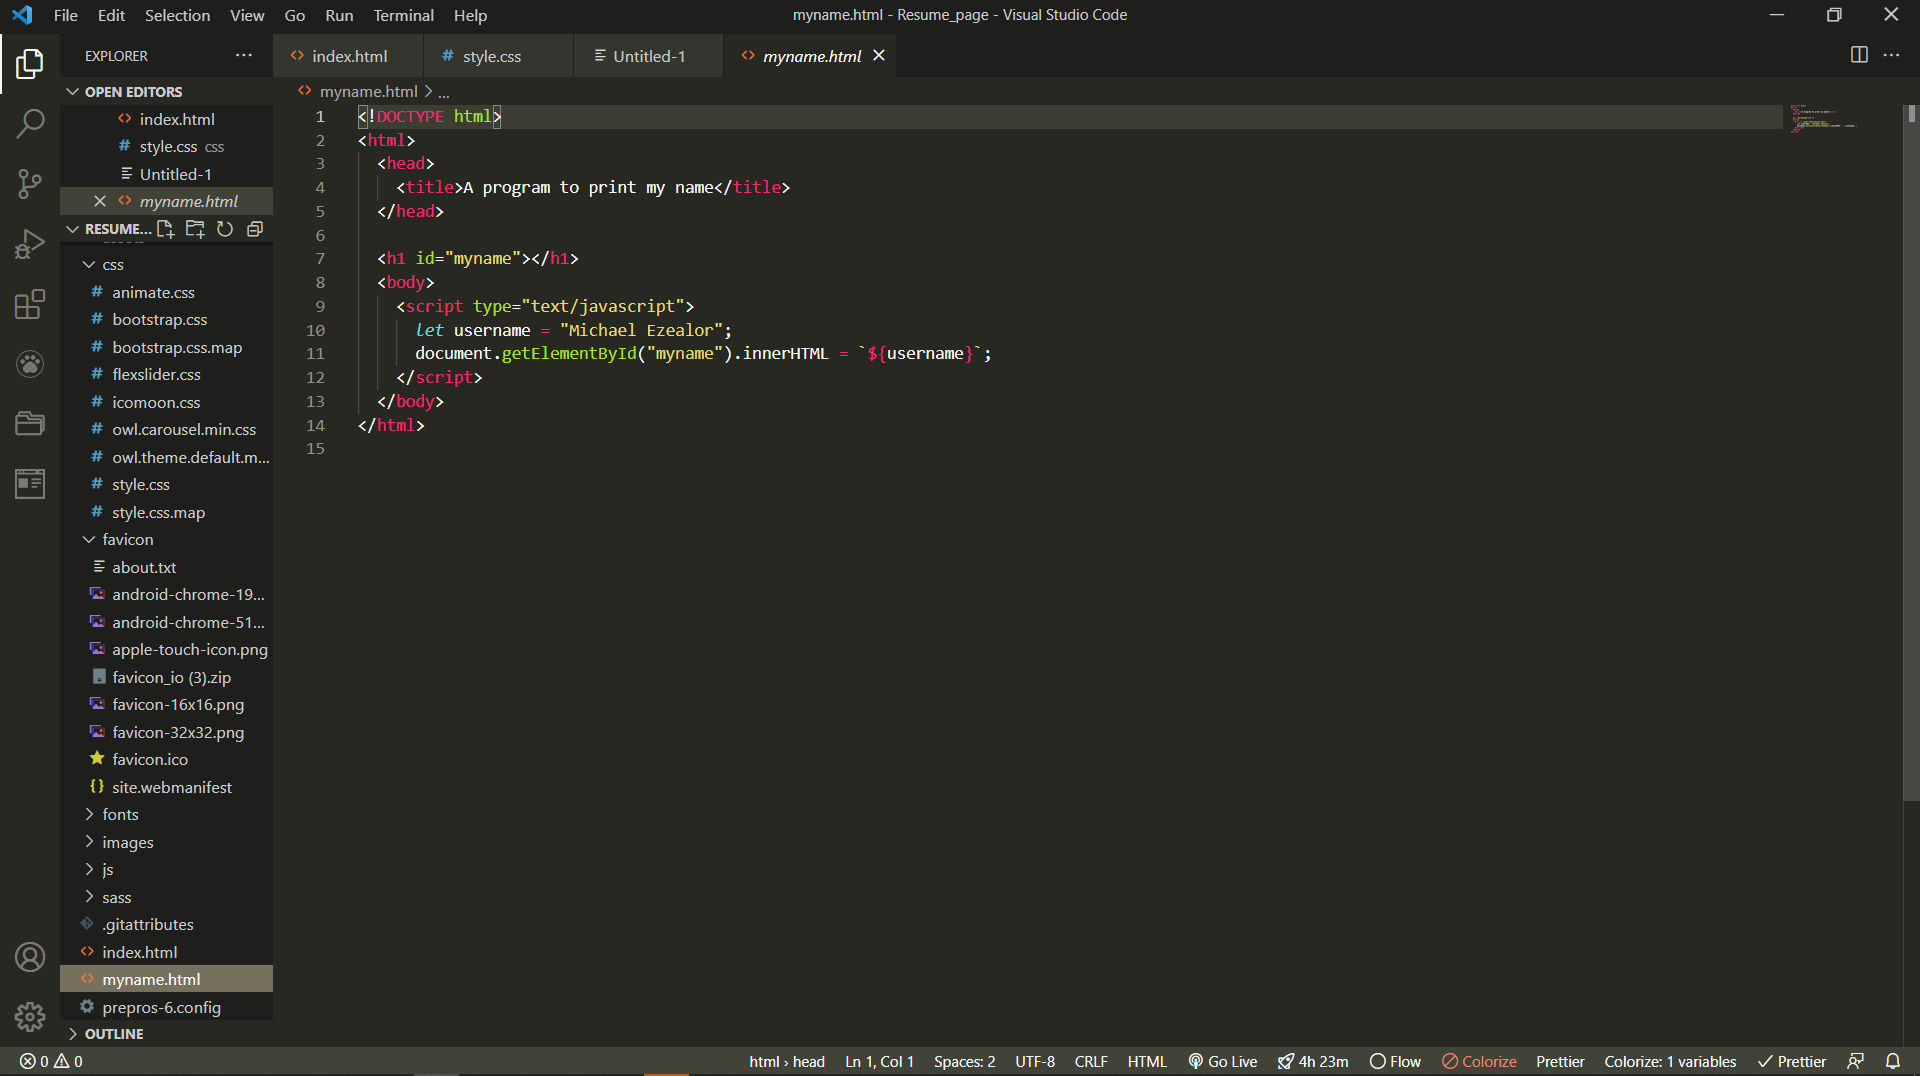 File Edit Selection View Go Run Terminal Help
myname.html - Resume_page - Visual Studio Code
EXPLORER
index.html
style.css
Untitled-1
myname.html
OPEN EDITORS
index.html
style.css css
Untitled-1
myname.html
RESUME...
css
animate.css
bootstrap.css
bootstrap.css.map
flexslider.css
icomoon.css
owl.carousel.min.css
owl.theme.default.m...
style.css
style.css.map
favicon
about.txt
android-chrome-19...
android-chrome-51...
apple-touch-icon.png
favicon_io (3).zip
favicon-16x16.png
favicon-32x32.png
favicon.ico
site.webmanifest
fonts
images
js
sass
.gitattributes
index.html
myname.html
prepros-6.config
OUTLINE
myname.html > ...
1 <!DOCTYPE html>
2 <html>
3 <head>
4 <title>A program to print my name</title>
5 </head>
6
7 <h1 id="myname"></h1>
8 <body>
9 <script type="text/javascript">
10 let username = "Michael Ezealor";
11 document.getElementById("myname").innerHTML = `${username}`;
12 </script>
13 </body>
14 </html>
15
0 0
html › head Ln 1, Col 1 Spaces: 2 UTF-8 CRLF HTML Go Live 4h 23m Flow Colorize Prettier Colorize: 1 variables Prettier